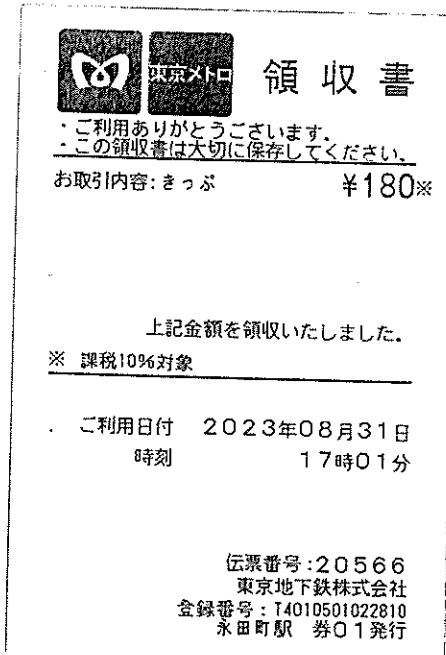 東京メトロ 領収書
・ご利用ありがとうございます。
・この領収書は大切に保存してください。
お取引内容:きっぷ ¥180※
上記金額を領収いたしました。
※ 課税10%対象
ご利用日付 2023年08月31日
時刻 17時01分
伝票番号:20566
東京地下鉄株式会社
登録番号:T4010501022810
永田町駅 券01発行